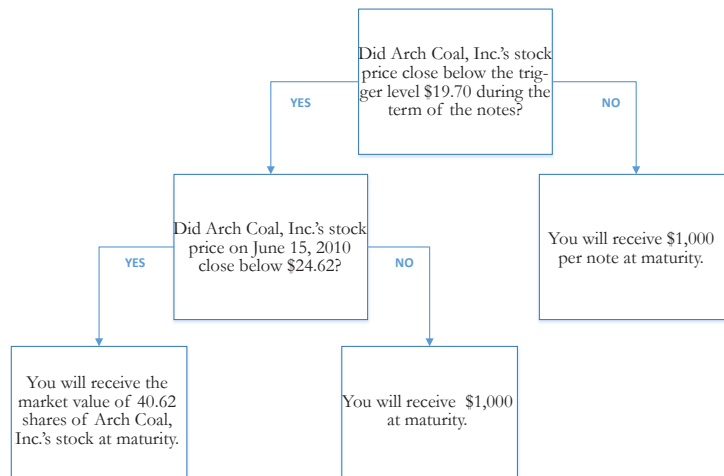 Did Arch Coal, Inc.'s stock
price close below the trig-
ger level $19.70 during the
term of the notes?
YES
NO
Did Arch Coal, Inc.'s stock
price on June 15, 2010
close below $24.62?
You will receive $1,000
per note at maturity.
YES
NO
You will receive the
market value of 40.62
shares of Arch Coal,
Inc.'s stock at maturity.
You will receive $1,000
at maturity.